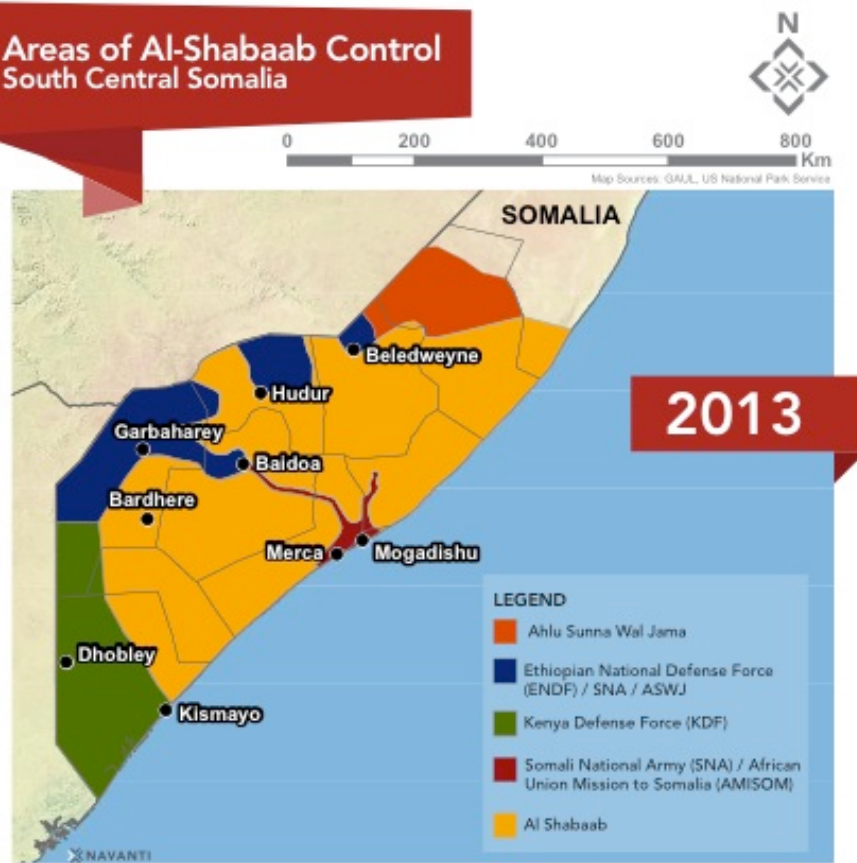 Areas of Al-Shabaab Control
South Central Somalia
N
0 200 400 600 800
Km
Map Sources: GAUL, US National Park Service
SOMALIA
Beledweyne
Hudur
2013
Garbaharey
Baidoa
Bardhere
Merca
Mogadishu
LEGEND
Ahlu Sunna Wal Jama
Ethiopian National Defense Force
(ENDF) / SNA / ASWJ
Kenya Defense Force (KDF)
Somali National Army (SNA) / African
Union Mission to Somalia (AMISOM)
Al Shabaab
Dhobley
Kismayo
NAVANTI